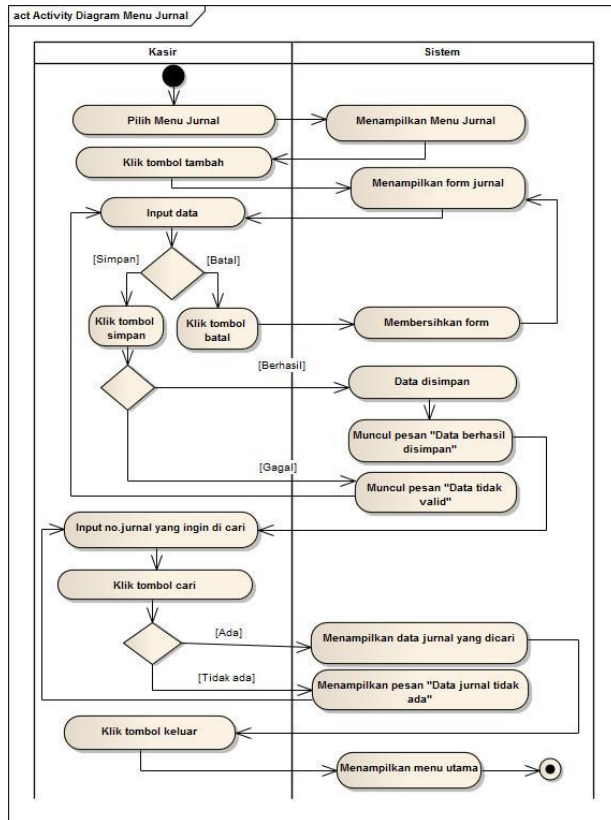 act Activity Diagram Menu Jurnal
Kasir
Sistem
Pilih Menu Jurnal
Menampilkan Menu Jurnal
Klik tombol tambah
Menampilkan form jurnal
Input data
[Simpan]
[Batal]
Klik tombol
simpan
Klik tombol
batal
Membersihkan form
[Berhasil]
Data disimpan
Muncul pesan "Data berhasil
disimpan"
[Gagal]
Muncul pesan "Data tidak
valid"
Input no.jurnal yang ingin di cari
Klik tombol cari
[Ada]
Menampilkan data jurnal yang dicari
[Tidak ada]
Menampilkan pesan "Data jurnal tidak
ada"
Klik tombol keluar
Menampilkan menu utama